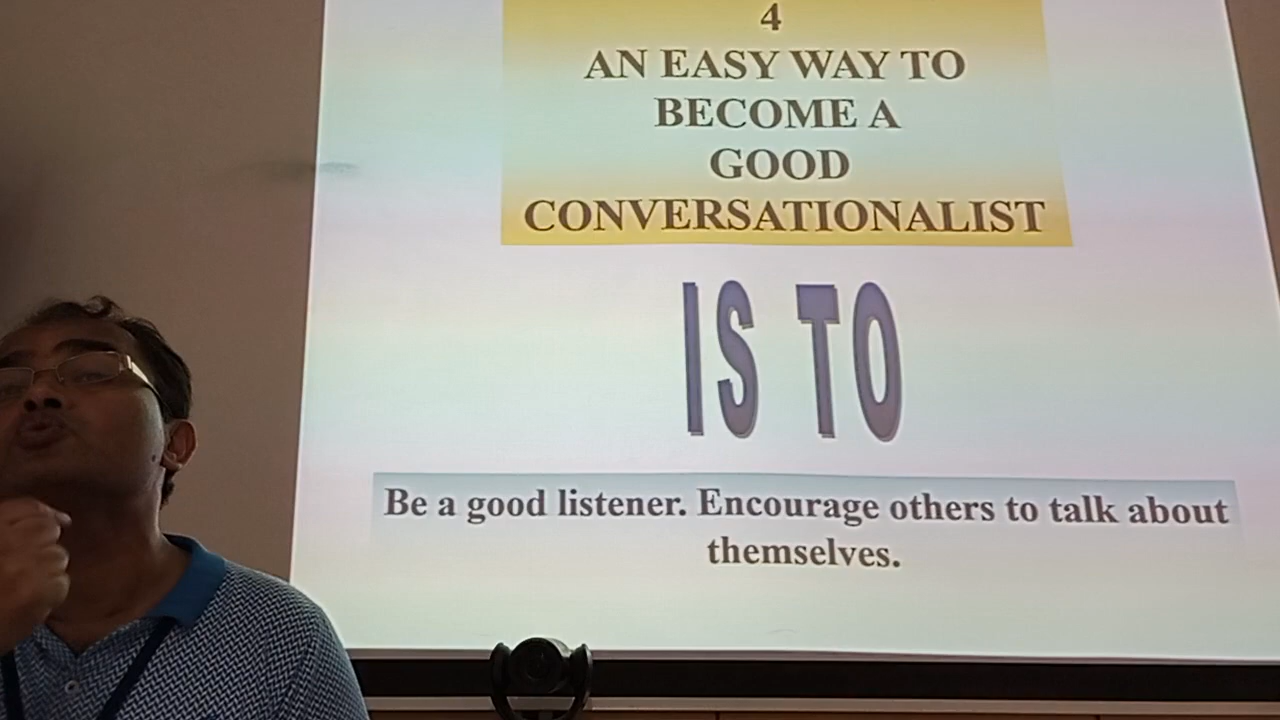 4
AN EASY WAY TO
BECOME A
GOOD
CONVERSATIONALIST
IS TO
Be a good listener. Encourage others to talk about
themselves.